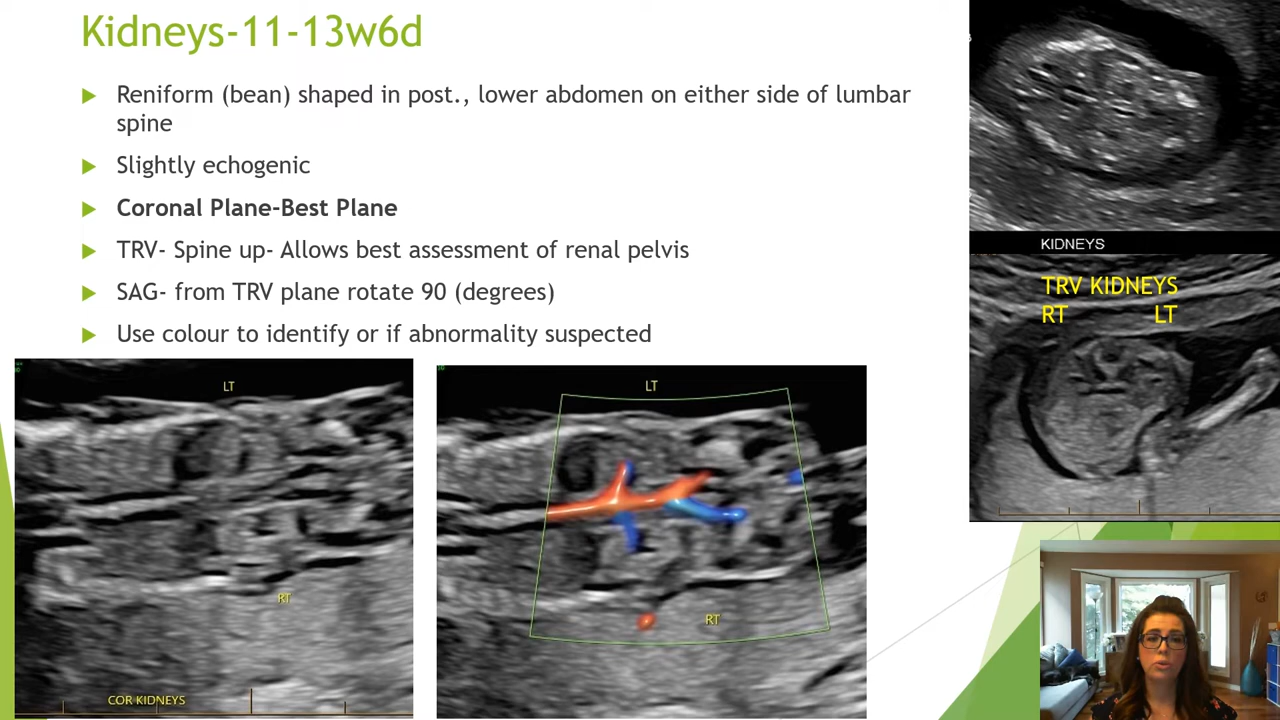 Kidneys-11-13w6d
Reniform (bean) shaped in post., lower abdomen on either side of lumbar
spine
Slightly echogenic
Coronal Plane-Best Plane
TRV- Spine up- Allows best assessment of renal pelvis
SAG- from TRV plane rotate 90 (degrees)
Use colour to identify or if abnormality suspected
LT
RT
COR KIDNEYS
LT
RT
KIDNEYS
TRV KIDNEYS
RT LT